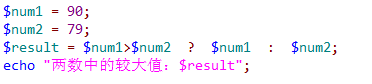 $num1 = 90;
$num2 = 79;
$result = $num1>$num2 ? $num1 : $num2;
echo "两数中的较大值：$result";